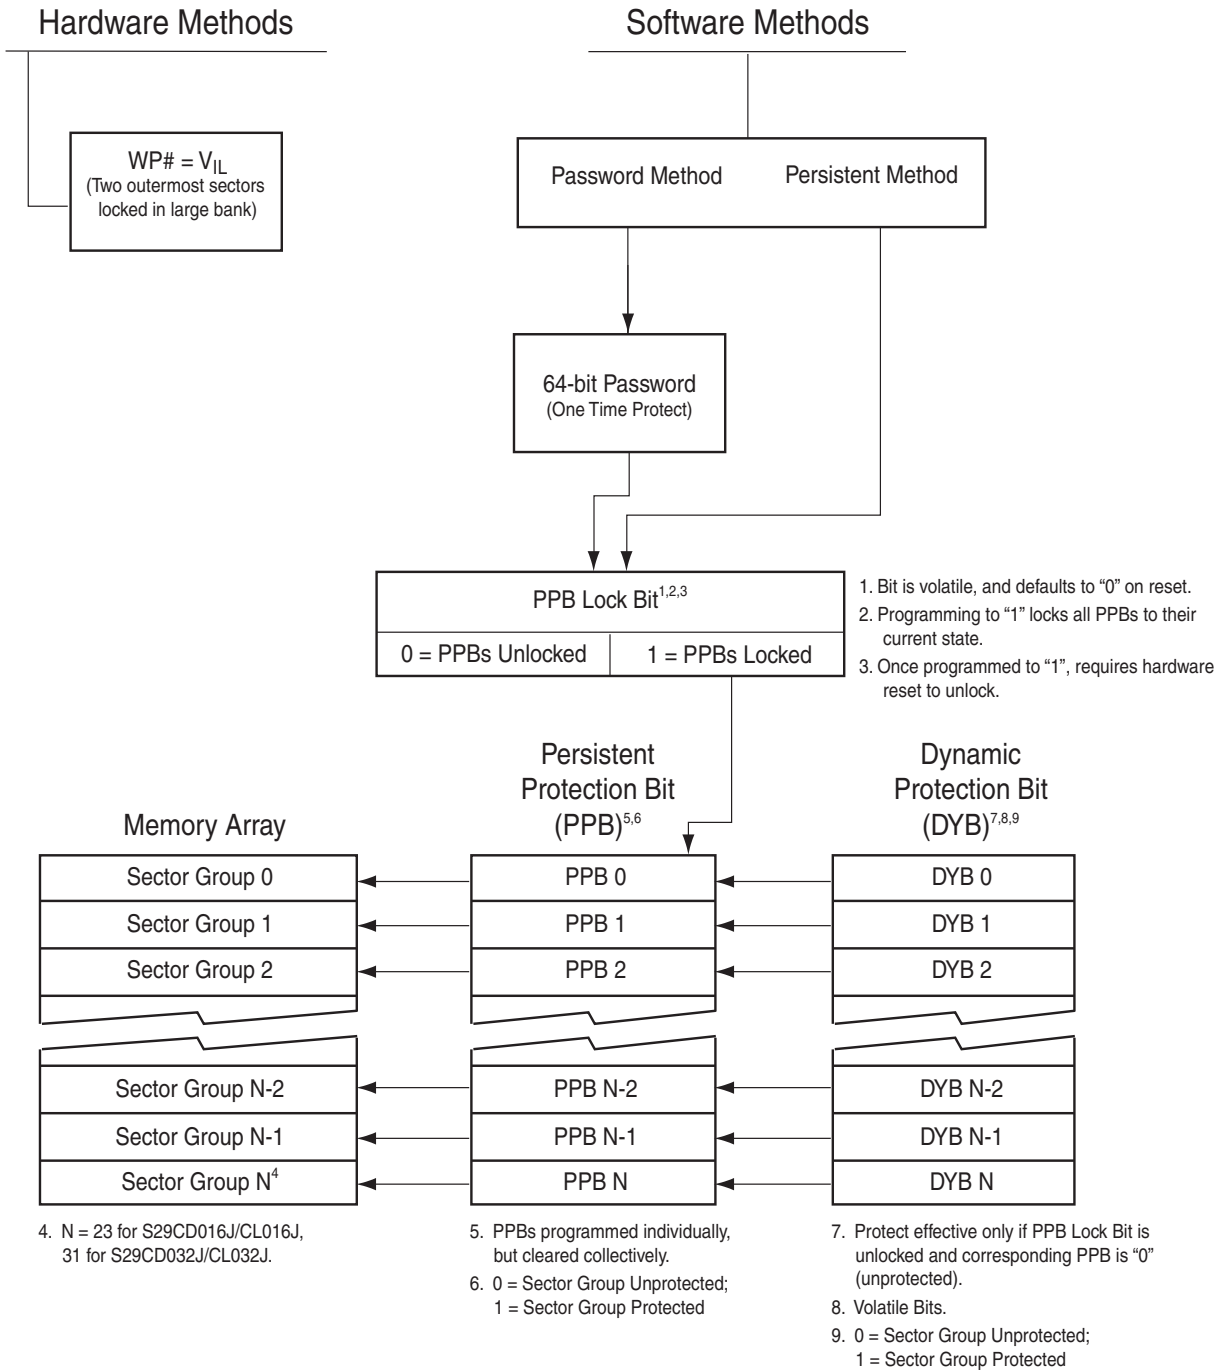 Hardware Methods
Software Methods
WP# = VIL
(Two outermost sectors
locked in large bank)
Password Method
Persistent Method
64-bit Password
(One Time Protect)
PPB Lock Bit1,2,3
0 = PPBs Unlocked
1 = PPBs Locked
1. Bit is volatile, and defaults to “0” on reset.
2. Programming to “1” locks all PPBs to their
current state.
3. Once programmed to “1”, requires hardware
reset to unlock.
Memory Array
Persistent
Protection Bit
(PPB)5,6
Dynamic
Protection Bit
(DYB)7,8,9
Sector Group 0
PPB 0
DYB 0
Sector Group 1
PPB 1
DYB 1
Sector Group 2
PPB 2
DYB 2
Sector Group N-2
PPB N-2
DYB N-2
Sector Group N-1
PPB N-1
DYB N-1
Sector Group N4
PPB N
DYB N
4. N = 23 for S29CD016J/CL016J,
31 for S29CD032J/CL032J.
5. PPBs programmed individually,
but cleared collectively.
6. 0 = Sector Group Unprotected;
1 = Sector Group Protected
7. Protect effective only if PPB Lock Bit is
unlocked and corresponding PPB is “0”
(unprotected).
8. Volatile Bits.
9. 0 = Sector Group Unprotected;
1 = Sector Group Protected